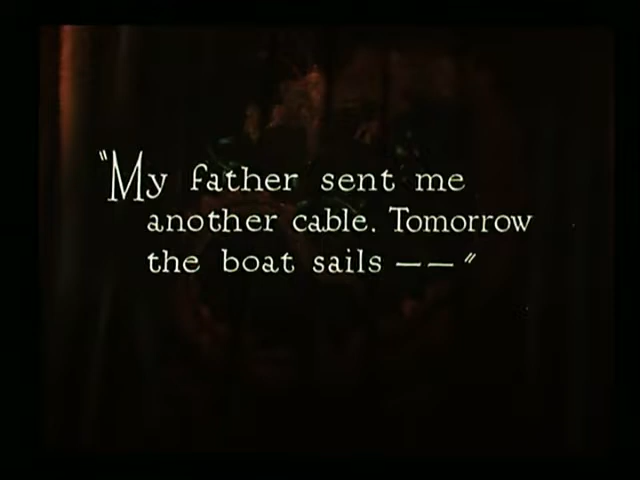 "My father sent me
another cable. Tomorrow
the boat sails — — "